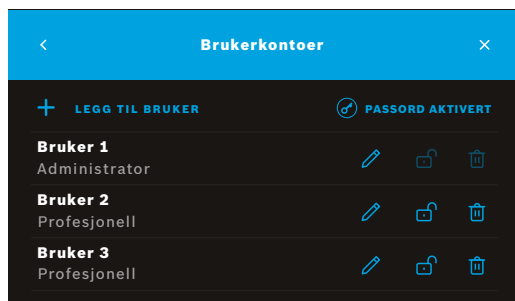 Brukerkontoer
LEGG TIL BRUKER PASSORD AKTIVERT
Bruker 1
Administrator
Bruker 2
Profesjonell
Bruker 3
Profesjonell